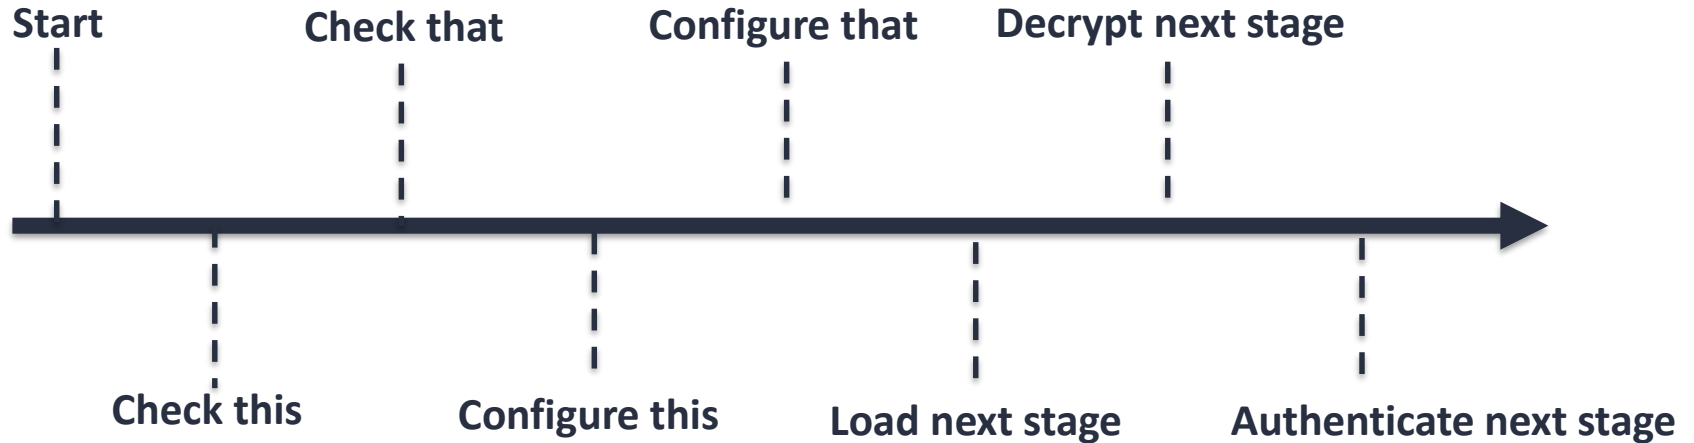 Start
Check that
Configure that
Decrypt next stage
Check this
Configure this
Load next stage
Authenticate next stage